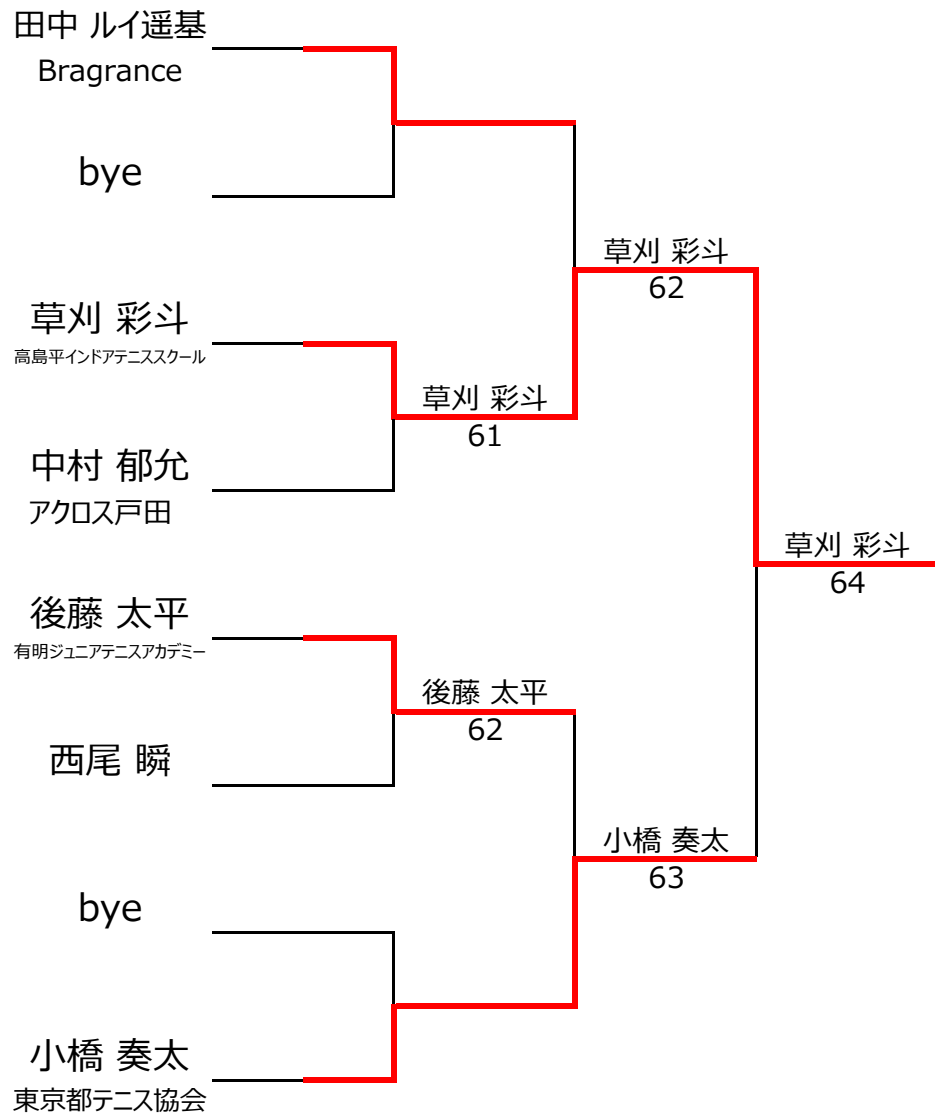 田中 ルイ遥基
Bragrance
bye
草刈 彩斗
62
草刈 彩斗
高島平インドアテニススクール
草刈 彩斗
61
中村 郁允
アクロス戸田
草刈 彩斗
64
後藤 太平
有明ジュニアテニスアカデミー
後藤 太平
62
西尾 瞬
小橋 奏太
63
bye
小橋 奏太
東京都テニス協会